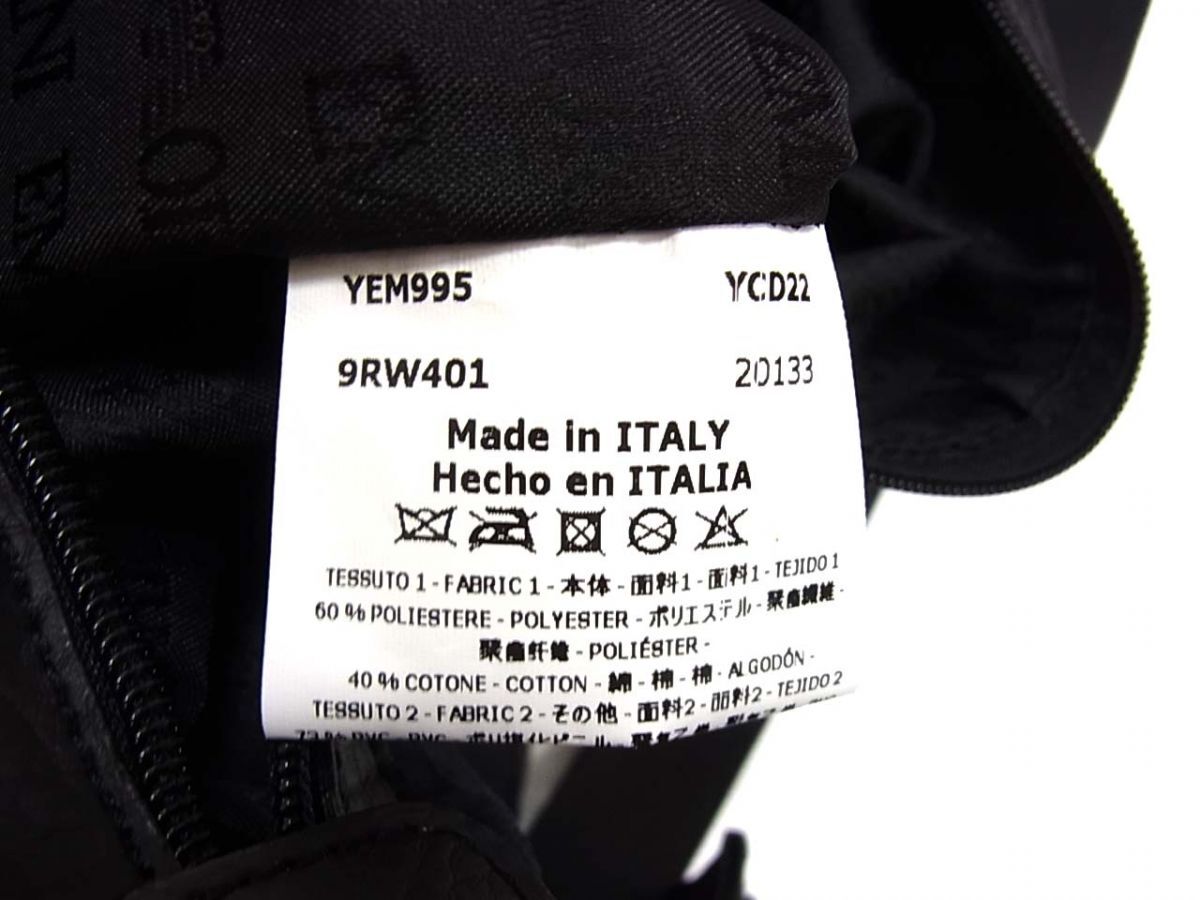 YEM995 YCD22
9RW401 20133
Made in ITALY
Hecho en ITALIA
TESSUTO 1 - FABRIC 1 - 本体 - 面料1 - 面料1 - TEJIDO 1
60 % POLIESTERE - POLYESTER - ポリエステル - 聚酯纖維 -
聚酯纤维 - POLIÉSTER -
40 % COTONE - COTTON - 綿 - 棉 - 棉 - ALGODÓN -
TESSUTO 2 - FABRIC 2 - その他 - 面料2 - 面料2 - TEJIDO 2